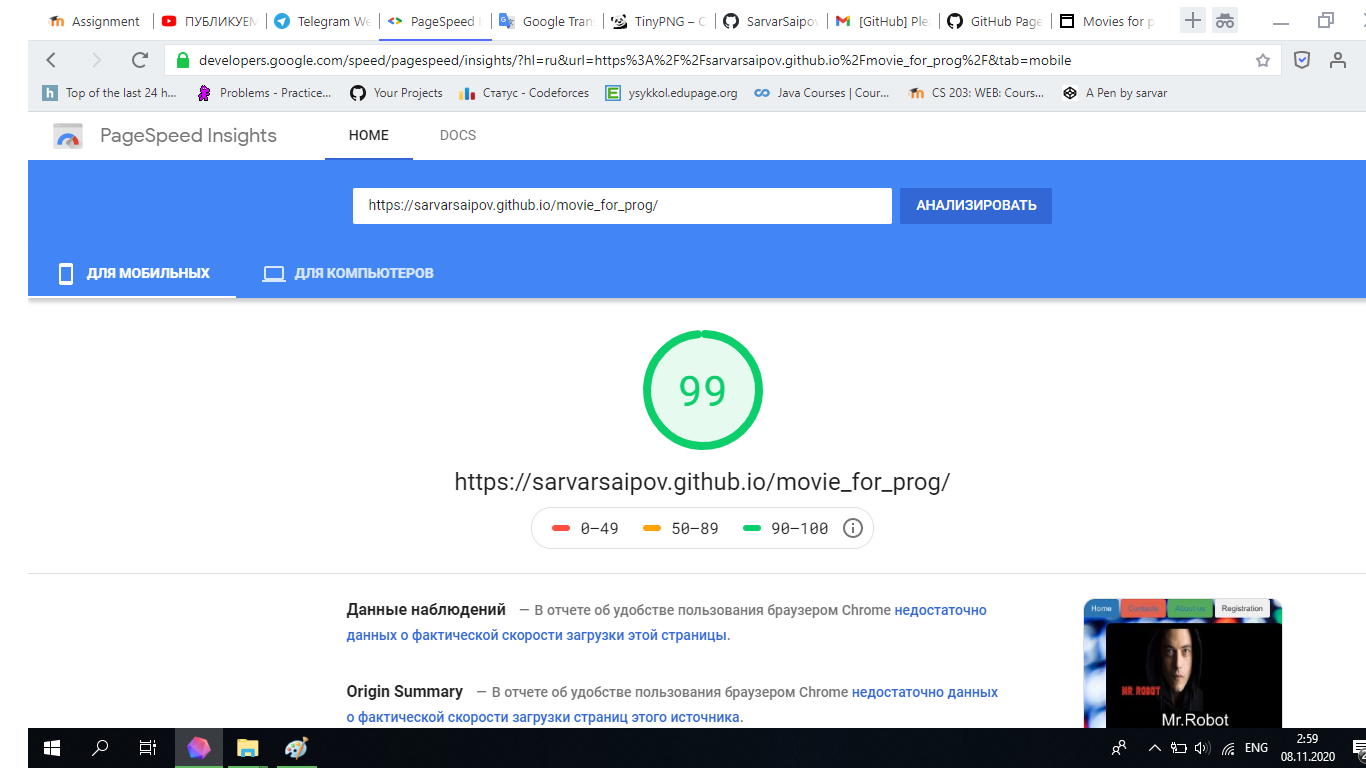 Assignment
ПУБЛИКУЕМ
Telegram We
PageSpeed I
Google Tran
TinyPNG – C
SarvarSaipov
[GitHub] Ple
GitHub Page
Movies for p
developers.google.com/speed/pagespeed/insights/?hl=ru&url=https%3A%2F%2Fsarvarsaipov.github.io%2Fmovie_for_prog%2F&tab=mobile
Top of the last 24 h...
Problems - Practice...
Your Projects
Статус - Codeforces
ysykkol.edupage.org
Java Courses | Cour...
CS 203: WEB: Cours...
A Pen by sarvar
PageSpeed Insights
HOME
DOCS
https://sarvarsaipov.github.io/movie_for_prog/
АНАЛИЗИРОВАТЬ
ДЛЯ МОБИЛЬНЫХ
ДЛЯ КОМПЬЮТЕРОВ
99
https://sarvarsaipov.github.io/movie_for_prog/
0–49
50–89
90–100
Данные наблюдений — В отчете об удобстве пользования браузером Chrome недостаточно
данных о фактической скорости загрузки этой страницы.
Origin Summary — В отчете об удобстве пользования браузером Chrome недостаточно данных
о фактической скорости загрузки страниц этого источника.
Home
Contacts
About us
Registration
MR. ROBOT
Mr.Robot
ENG
2:59
08.11.2020